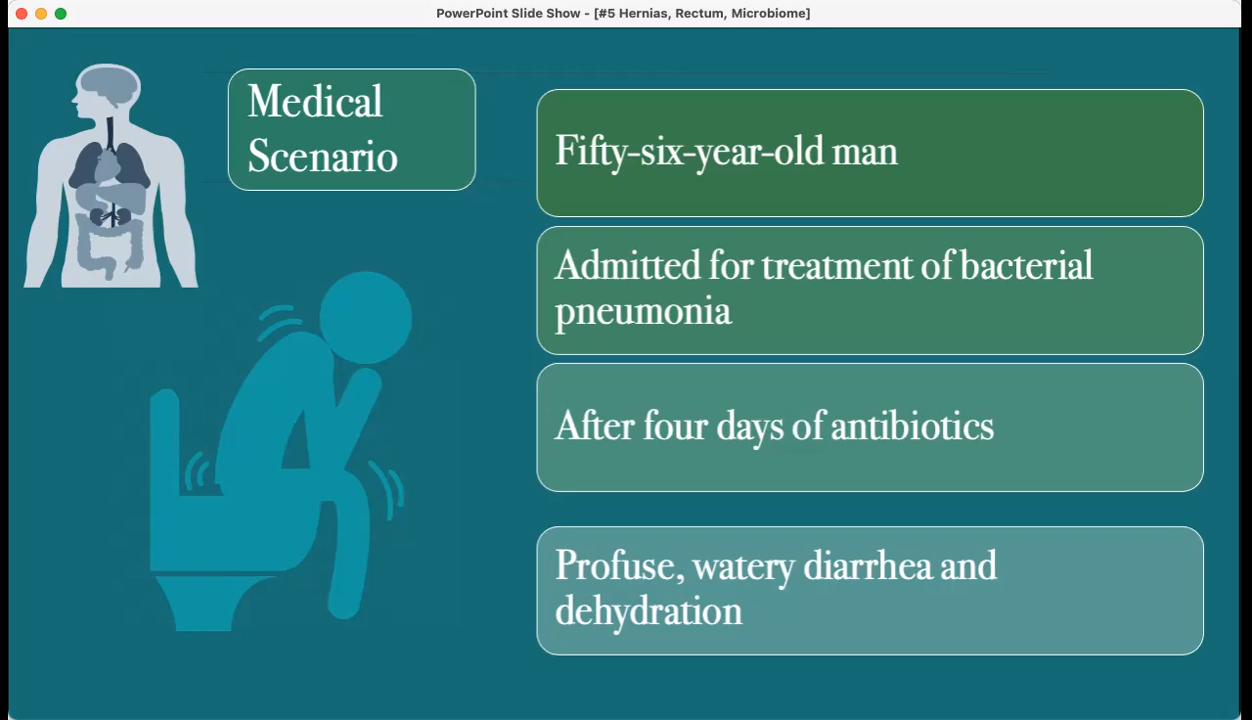 PowerPoint Slide Show - [#5 Hernias, Rectum, Microbiome]
Medical
Scenario
Fifty-six-year-old man
Admitted for treatment of bacterial
pneumonia
After four days of antibiotics
Profuse, watery diarrhea and
dehydration